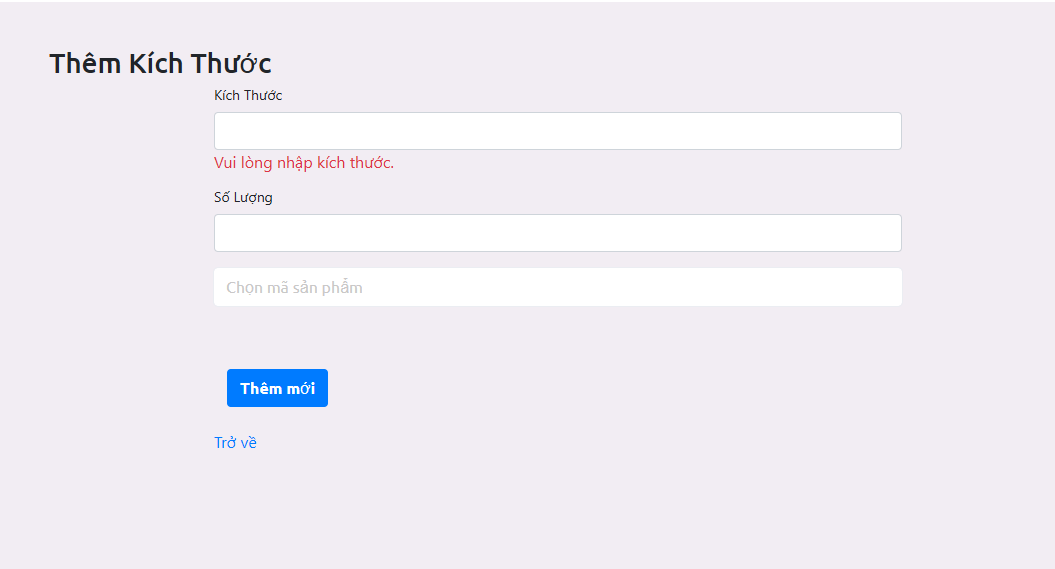 Thêm Kích Thước
Kích Thước
Vui lòng nhập kích thước.
Số Lượng
Chọn mã sản phẩm
Thêm mới
Trở về